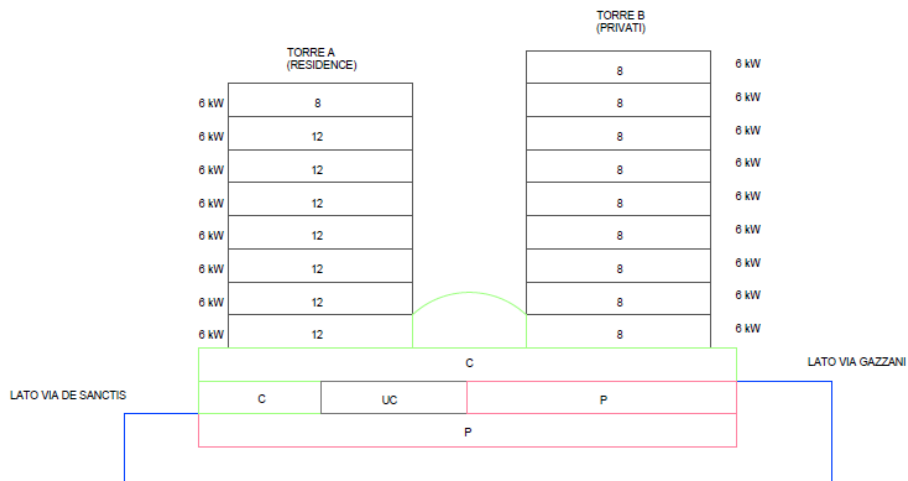 TORRE B
(PRIVATI)
TORRE A
(RESIDENCE)
8 6 kW
6 kW 8 8 6 kW
6 kW 12 8 6 kW
6 kW 12 8 6 kW
6 kW 12 8 6 kW
6 kW 12 8 6 kW
6 kW 12 8 6 kW
6 kW 12 8 6 kW
6 kW 12 8 6 kW
C
LATO VIA GAZZANI
LATO VIA DE SANCTIS
C UC P
P